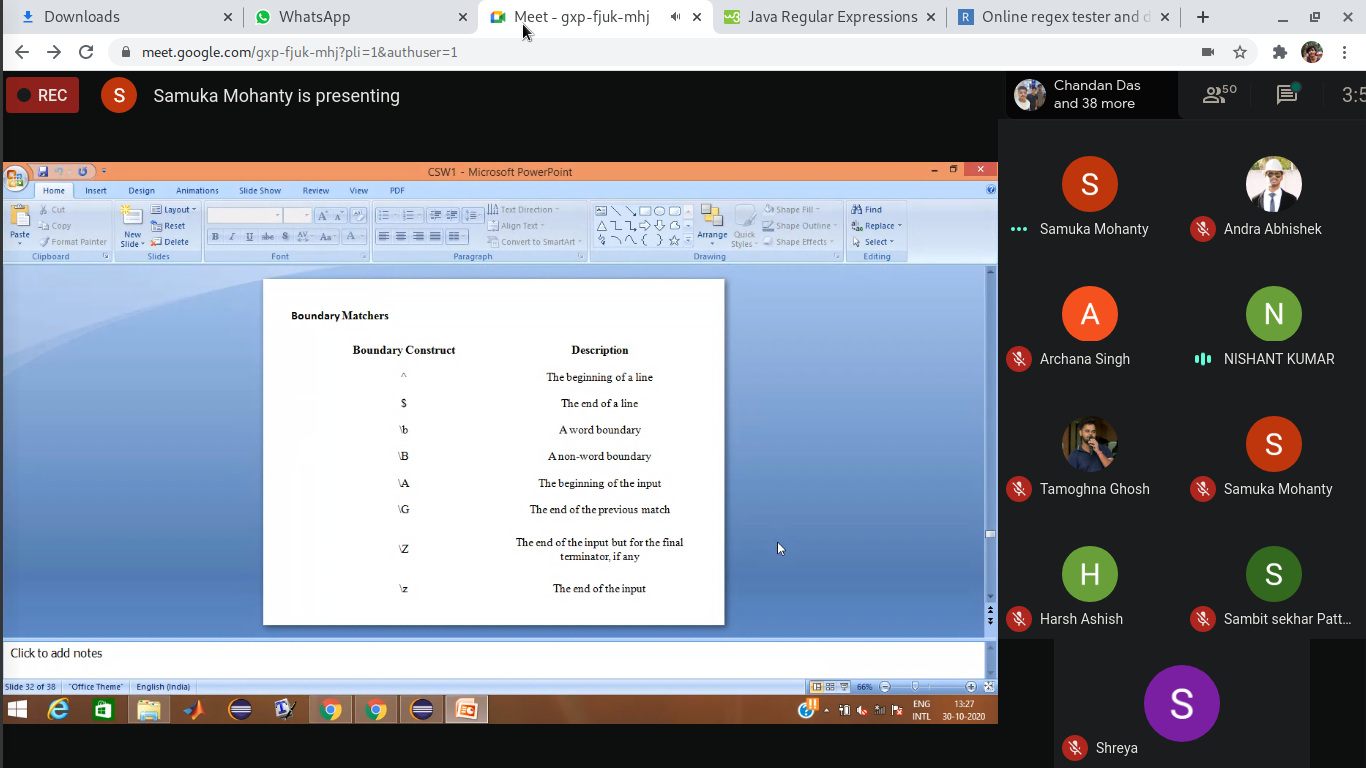 Downloads
WhatsApp
Meet - gxp-fjuk-mhj
Java Regular Expressions
Online regex tester and d
meet.google.com/gxp-fjuk-mhj?pli=1&authuser=1
REC
S
Samuka Mohanty is presenting
Chandan Das
and 38 more
50
3:5
CSW1 - Microsoft PowerPoint
Home Insert Design Animations Slide Show Review View PDF
Paste
Cut
Copy
Format Painter
Clipboard
New
Slide
Layout
Reset
Delete
Slides
B I U abe S AV Aa A
Font
Text Direction
Align Text
Convert to SmartArt
Paragraph
Arrange
Quick
Styles
Shape Fill
Shape Outline
Shape Effects
Drawing
Find
Replace
Select
Editing
Boundary Matchers
Boundary Construct Description
^ The beginning of a line
$ The end of a line
\b A word boundary
\B A non-word boundary
\A The beginning of the input
\G The end of the previous match
\Z The end of the input but for the final
terminator, if any
\z The end of the input
Click to add notes
Slide 32 of 38 "Office Theme" English (India) 66%
ENG
INTL
13:27
30-10-2020
S
Samuka Mohanty
Andra Abhishek
A
Archana Singh
N
NISHANT KUMAR
Tamoghna Ghosh
S
Samuka Mohanty
H
Harsh Ashish
S
Sambit sekhar Patt...
S
Shreya